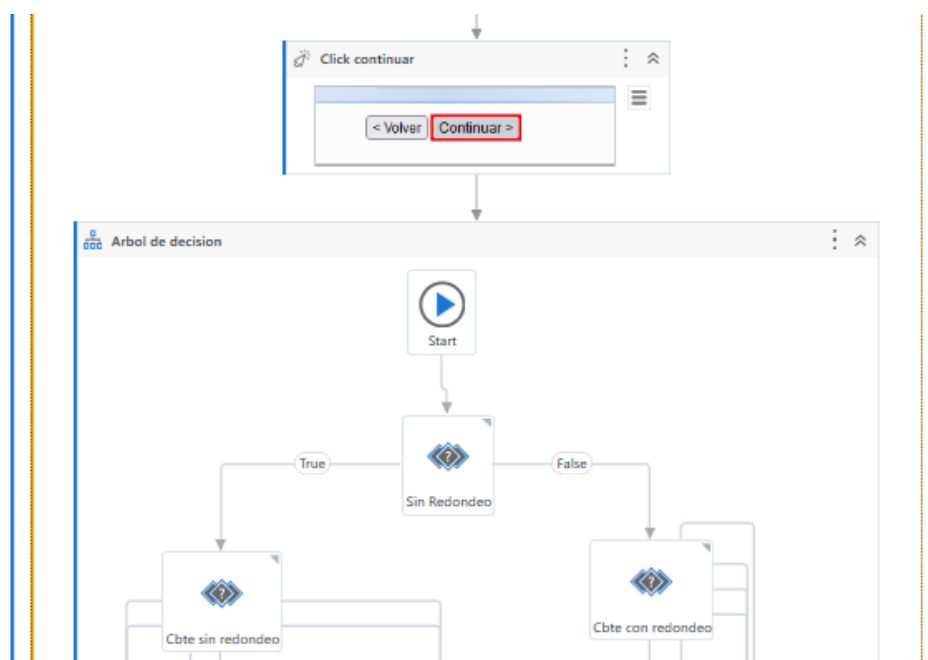 Click continuar
< Volver Continuar >
Arbol de decision
Start
True
False
Sin Redondeo
Cbte sin redondeo
Cbte con redondeo